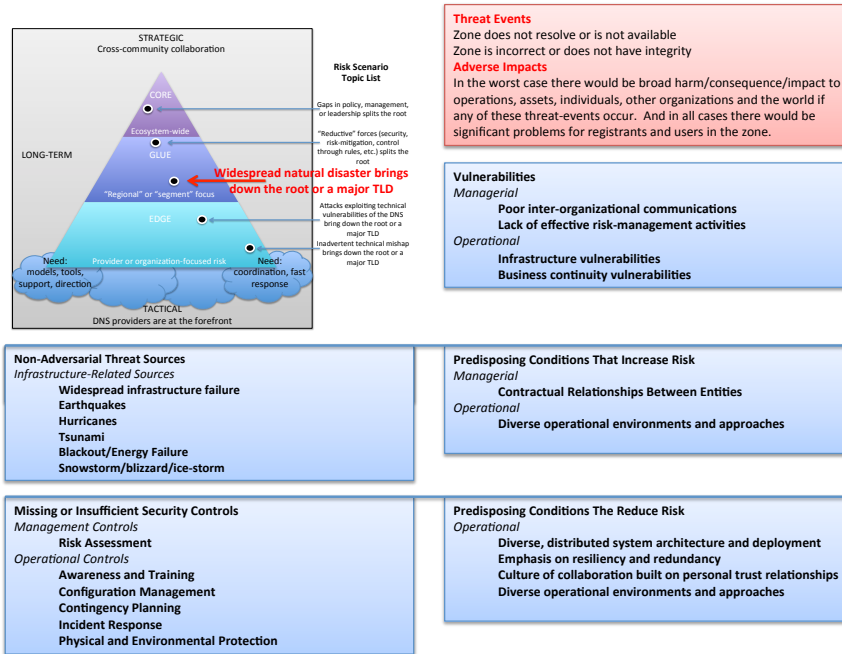 STRATEGIC
Cross-community collaboration
LONG-TERM
CORE
Ecosystem-wide
GLUE
"Regional" or "segment" focus
EDGE
Provider or organization-focused risk
Need:
models, tools,
support, direction
Need:
coordination, fast
response
TACTICAL
DNS providers are at the forefront
Risk Scenario
Topic List
Gaps in policy, management,
or leadership splits the root
"Reductive" forces (security,
risk-mitigation, control
through rules, etc.) splits the
root
Widespread natural disaster brings
down the root or a major TLD
Attacks exploiting technical
vulnerabilities of the DNS
bring down the root or a
major TLD
Inadvertent technical mishap
brings down the root or a
major TLD
Threat Events
Zone does not resolve or is not available
Zone is incorrect or does not have integrity
Adverse Impacts
In the worst case there would be broad harm/consequence/impact to
operations, assets, individuals, other organizations and the world if
any of these threat-events occur.  And in all cases there would be
significant problems for registrants and users in the zone.
Vulnerabilities
Managerial
Poor inter-organizational communications
Lack of effective risk-management activities
Operational
Infrastructure vulnerabilities
Business continuity vulnerabilities
Non-Adversarial Threat Sources
Infrastructure-Related Sources
Widespread infrastructure failure
Earthquakes
Hurricanes
Tsunami
Blackout/Energy Failure
Snowstorm/blizzard/ice-storm
Predisposing Conditions That Increase Risk
Managerial
Contractual Relationships Between Entities
Operational
Diverse operational environments and approaches
Missing or Insufficient Security Controls
Management Controls
Risk Assessment
Operational Controls
Awareness and Training
Configuration Management
Contingency Planning
Incident Response
Physical and Environmental Protection
Predisposing Conditions The Reduce Risk
Operational
Diverse, distributed system architecture and deployment
Emphasis on resiliency and redundancy
Culture of collaboration built on personal trust relationships
Diverse operational environments and approaches